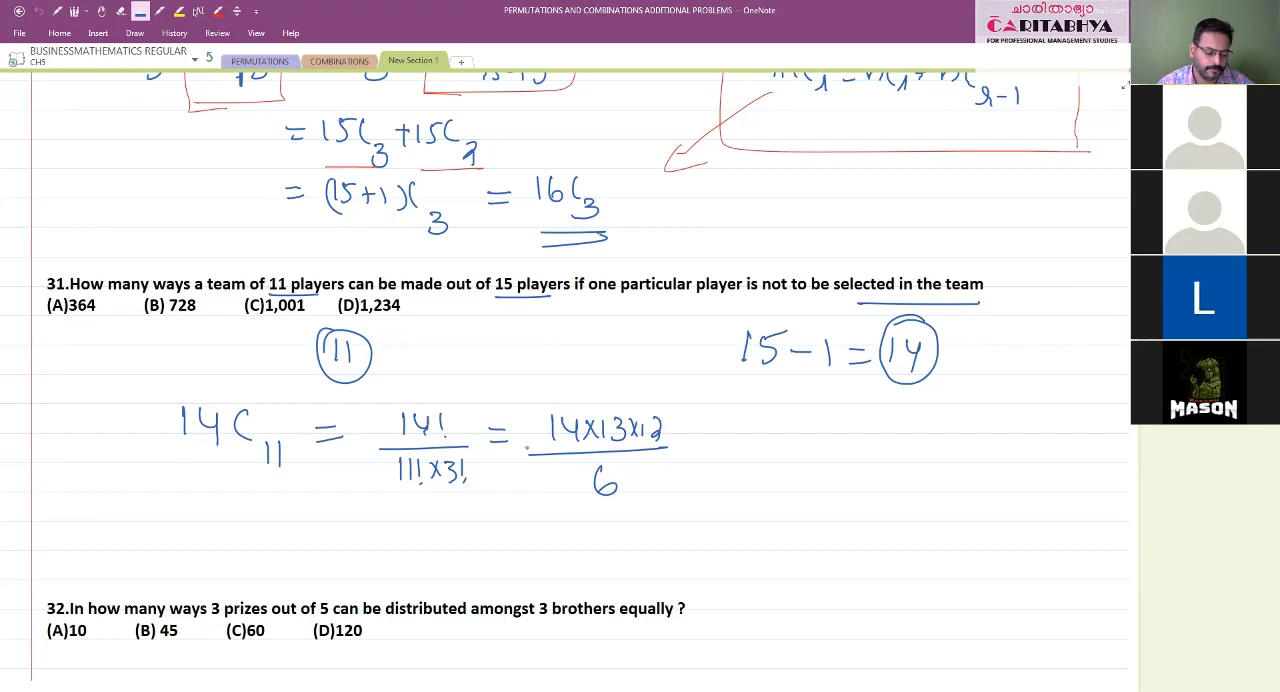 PERMUTATIONS AND COMBINATIONS ADDITIONAL PROBLEMS - OneNote
ചാരിതാഭ്യാ
CARITABHYA
FOR PROFESSIONAL MANAGEMENT STUDIES
File Home Insert Draw History Review View Help
BUSINESSMATHEMATICS REGULAR
CH5
PERMUTATIONS COMBINATIONS New Section 1 +
= 15C3 + 15C2
= (15+1)C3 = 16C3
31.How many ways a team of 11 players can be made out of 15 players if one particular player is not to be selected in the team
(A)364 (B) 728 (C)1,001 (D)1,234
11 15 - 1 = 14
14C11 = 14! / 11! × 3! = 14×13×12 / 6
L
MASON
32.In how many ways 3 prizes out of 5 can be distributed amongst 3 brothers equally ?
(A)10 (B) 45 (C)60 (D)120